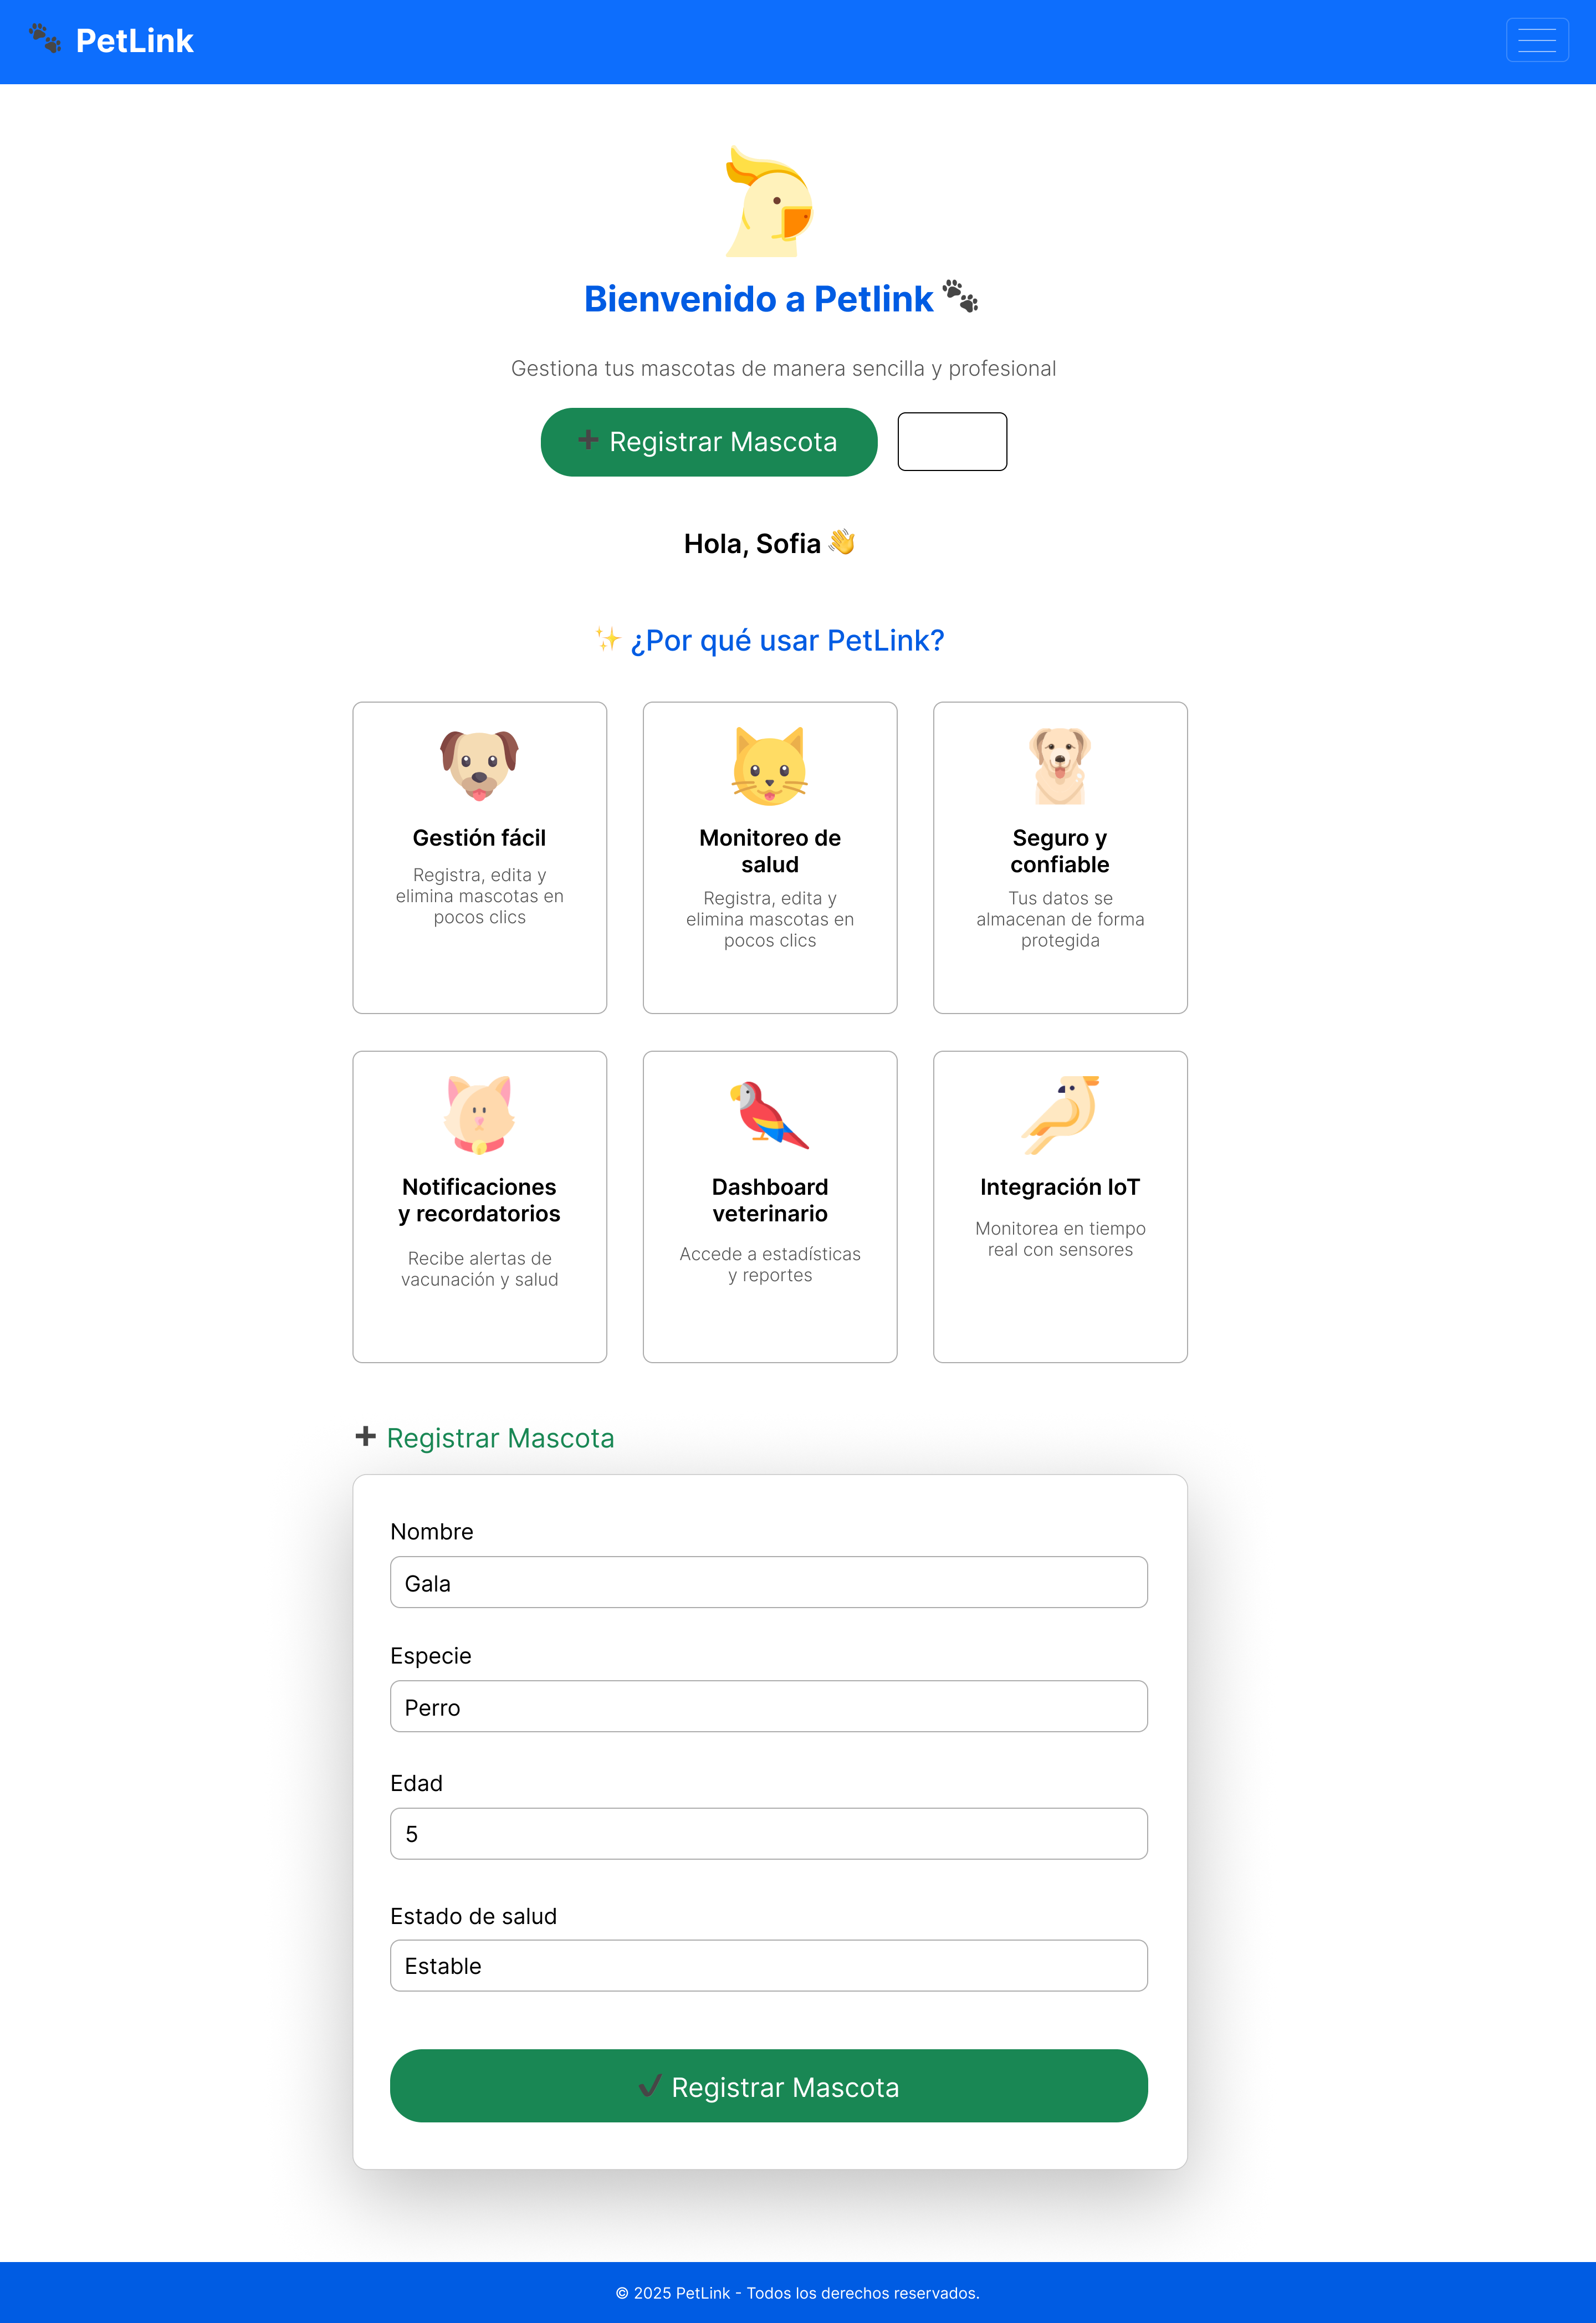 PetLink
Bienvenido a Petlink
Gestiona tus mascotas de manera sencilla y profesional
Registrar Mascota
Hola, Sofia
¿Por qué usar PetLink?
Gestión fácil
Registra, edita y
elimina mascotas en
pocos clics
Monitoreo de
salud
Registra, edita y
elimina mascotas en
pocos clics
Seguro y
confiable
Tus datos se
almacenan de forma
protegida
Notificaciones
y recordatorios
Recibe alertas de
vacunación y salud
Dashboard
veterinario
Accede a estadísticas
y reportes
Integración IoT
Monitorea en tiempo
real con sensores
Registrar Mascota
Nombre
Gala
Especie
Perro
Edad
5
Estado de salud
Estable
Registrar Mascota
© 2025 PetLink - Todos los derechos reservados.